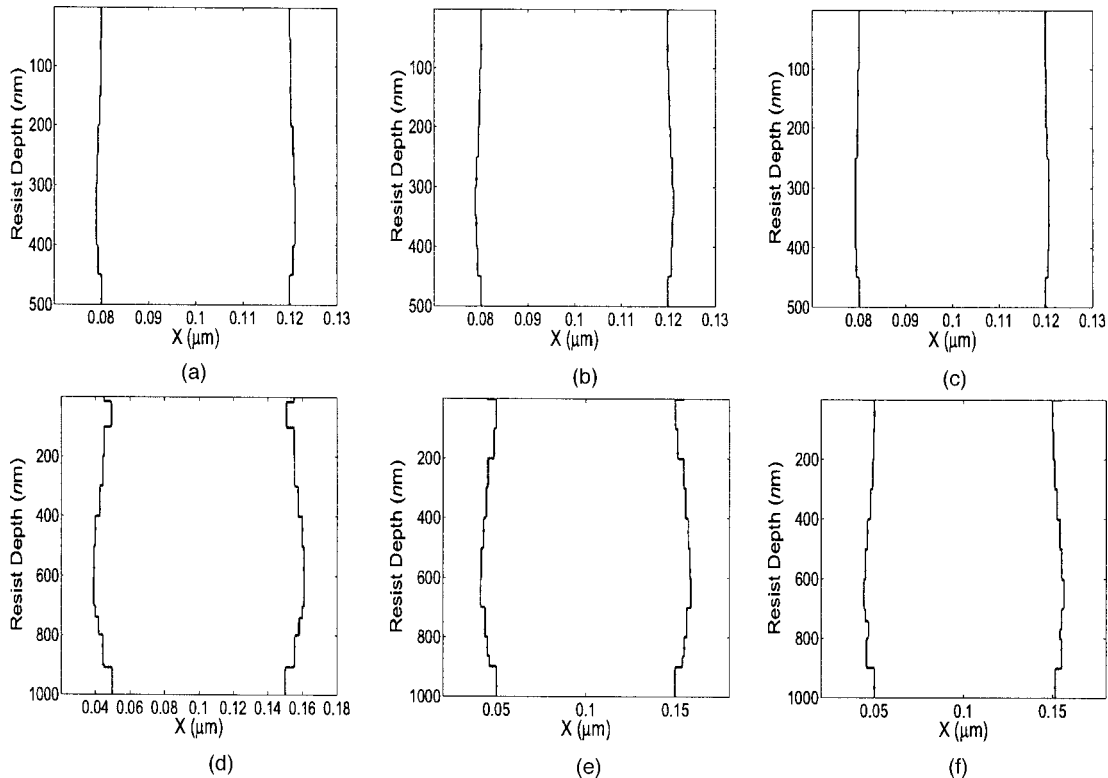 Resist Depth (nm)
100
200
300
400
500
0.08 0.09 0.1 0.11 0.12 0.13
X (μm)
(a)
Resist Depth (nm)
100
200
300
400
500
0.08 0.09 0.1 0.11 0.12 0.13
X (μm)
(b)
Resist Depth (nm)
100
200
300
400
500
0.08 0.09 0.1 0.11 0.12 0.13
X (μm)
(c)
Resist Depth (nm)
200
400
600
800
1000
0.04 0.06 0.08 0.1 0.12 0.14 0.16 0.18
X (μm)
(d)
Resist Depth (nm)
200
400
600
800
1000
0.05 0.1 0.15
X (μm)
(e)
Resist Depth (nm)
200
400
600
800
1000
0.05 0.1 0.15
X (μm)
(f)